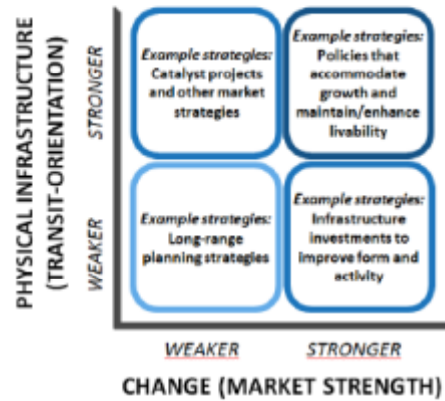 PHYSICAL INFRASTRUCTURE
(TRANSIT-ORIENTATION)
STRONGER
WEAKER
Example strategies:
Catalyst projects
and other market
strategies
Example strategies:
Policies that
accommodate
growth and
maintain/enhance
livability
Example strategies:
Long-range
planning strategies
Example strategies:
Infrastructure
investments to
improve form and
activity
WEAKER
STRONGER
CHANGE (MARKET STRENGTH)